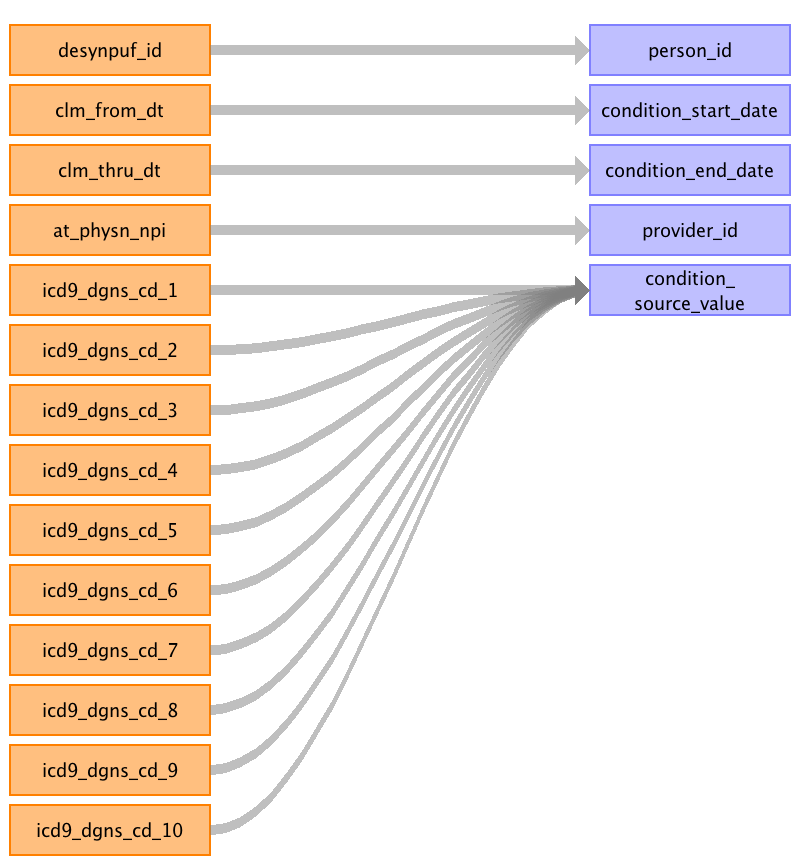 desynpuf_id
person_id
clm_from_dt
condition_start_date
clm_thru_dt
condition_end_date
at_physn_npi
provider_id
icd9_dgns_cd_1
condition_
source_value
icd9_dgns_cd_2
icd9_dgns_cd_3
icd9_dgns_cd_4
icd9_dgns_cd_5
icd9_dgns_cd_6
icd9_dgns_cd_7
icd9_dgns_cd_8
icd9_dgns_cd_9
icd9_dgns_cd_10